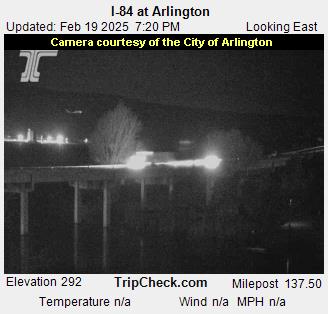 I-84 at Arlington
Updated: Feb 19 2025 7:20 PM Looking East
Camera courtesy of the City of Arlington
Elevation 292 TripCheck.com Milepost 137.50
Temperature n/a Wind n/a MPH n/a